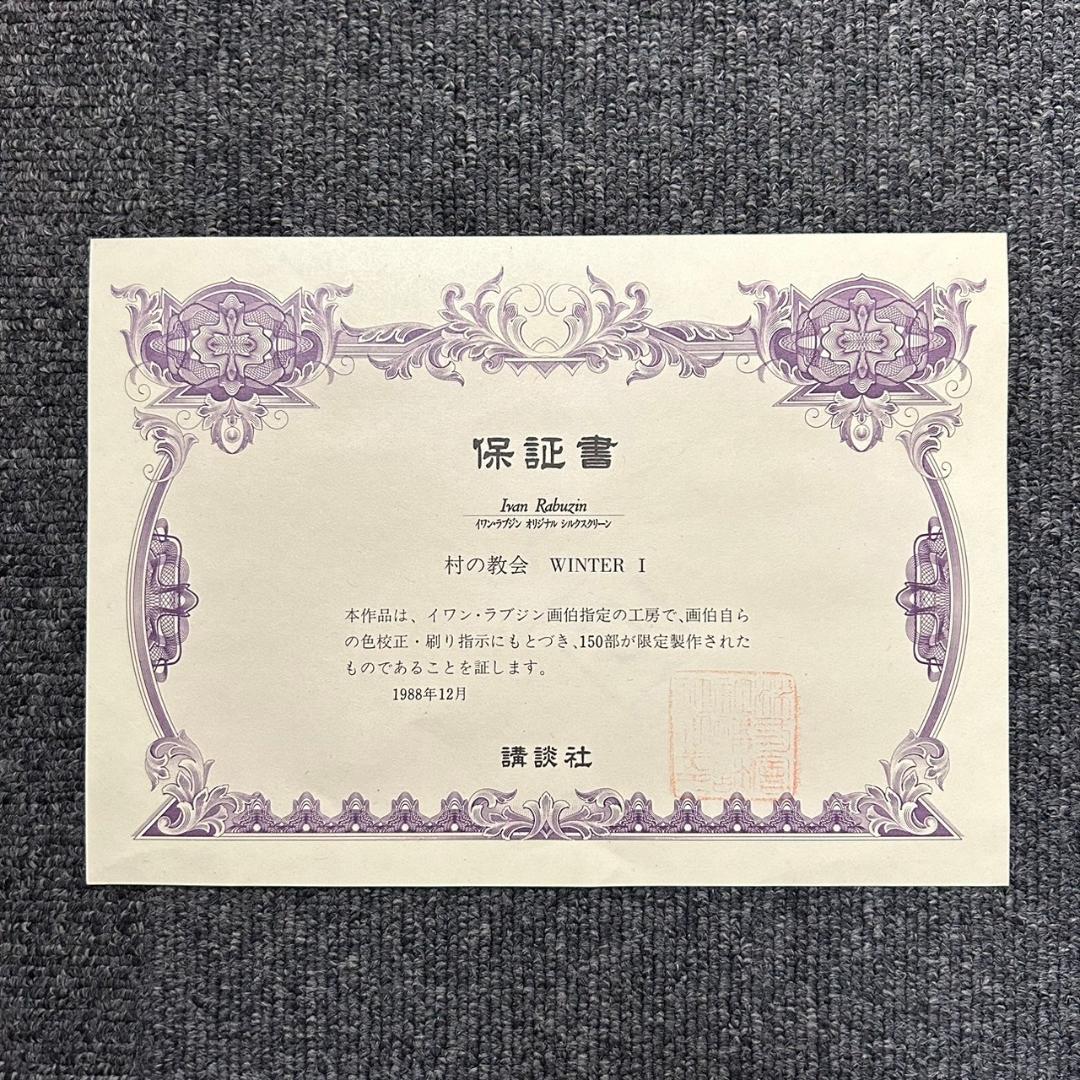 保証書
Ivan Rabuzin
イワン・ラブジン オリジナル シルクスクリーン
村の教会 WINTER I
本作品は、イワン・ラブジン画伯指定の工房で、画伯自ら
の色校正・刷り指示にもとづき、150部が限定製作された
ものであることを証します。
1988年12月
講談社